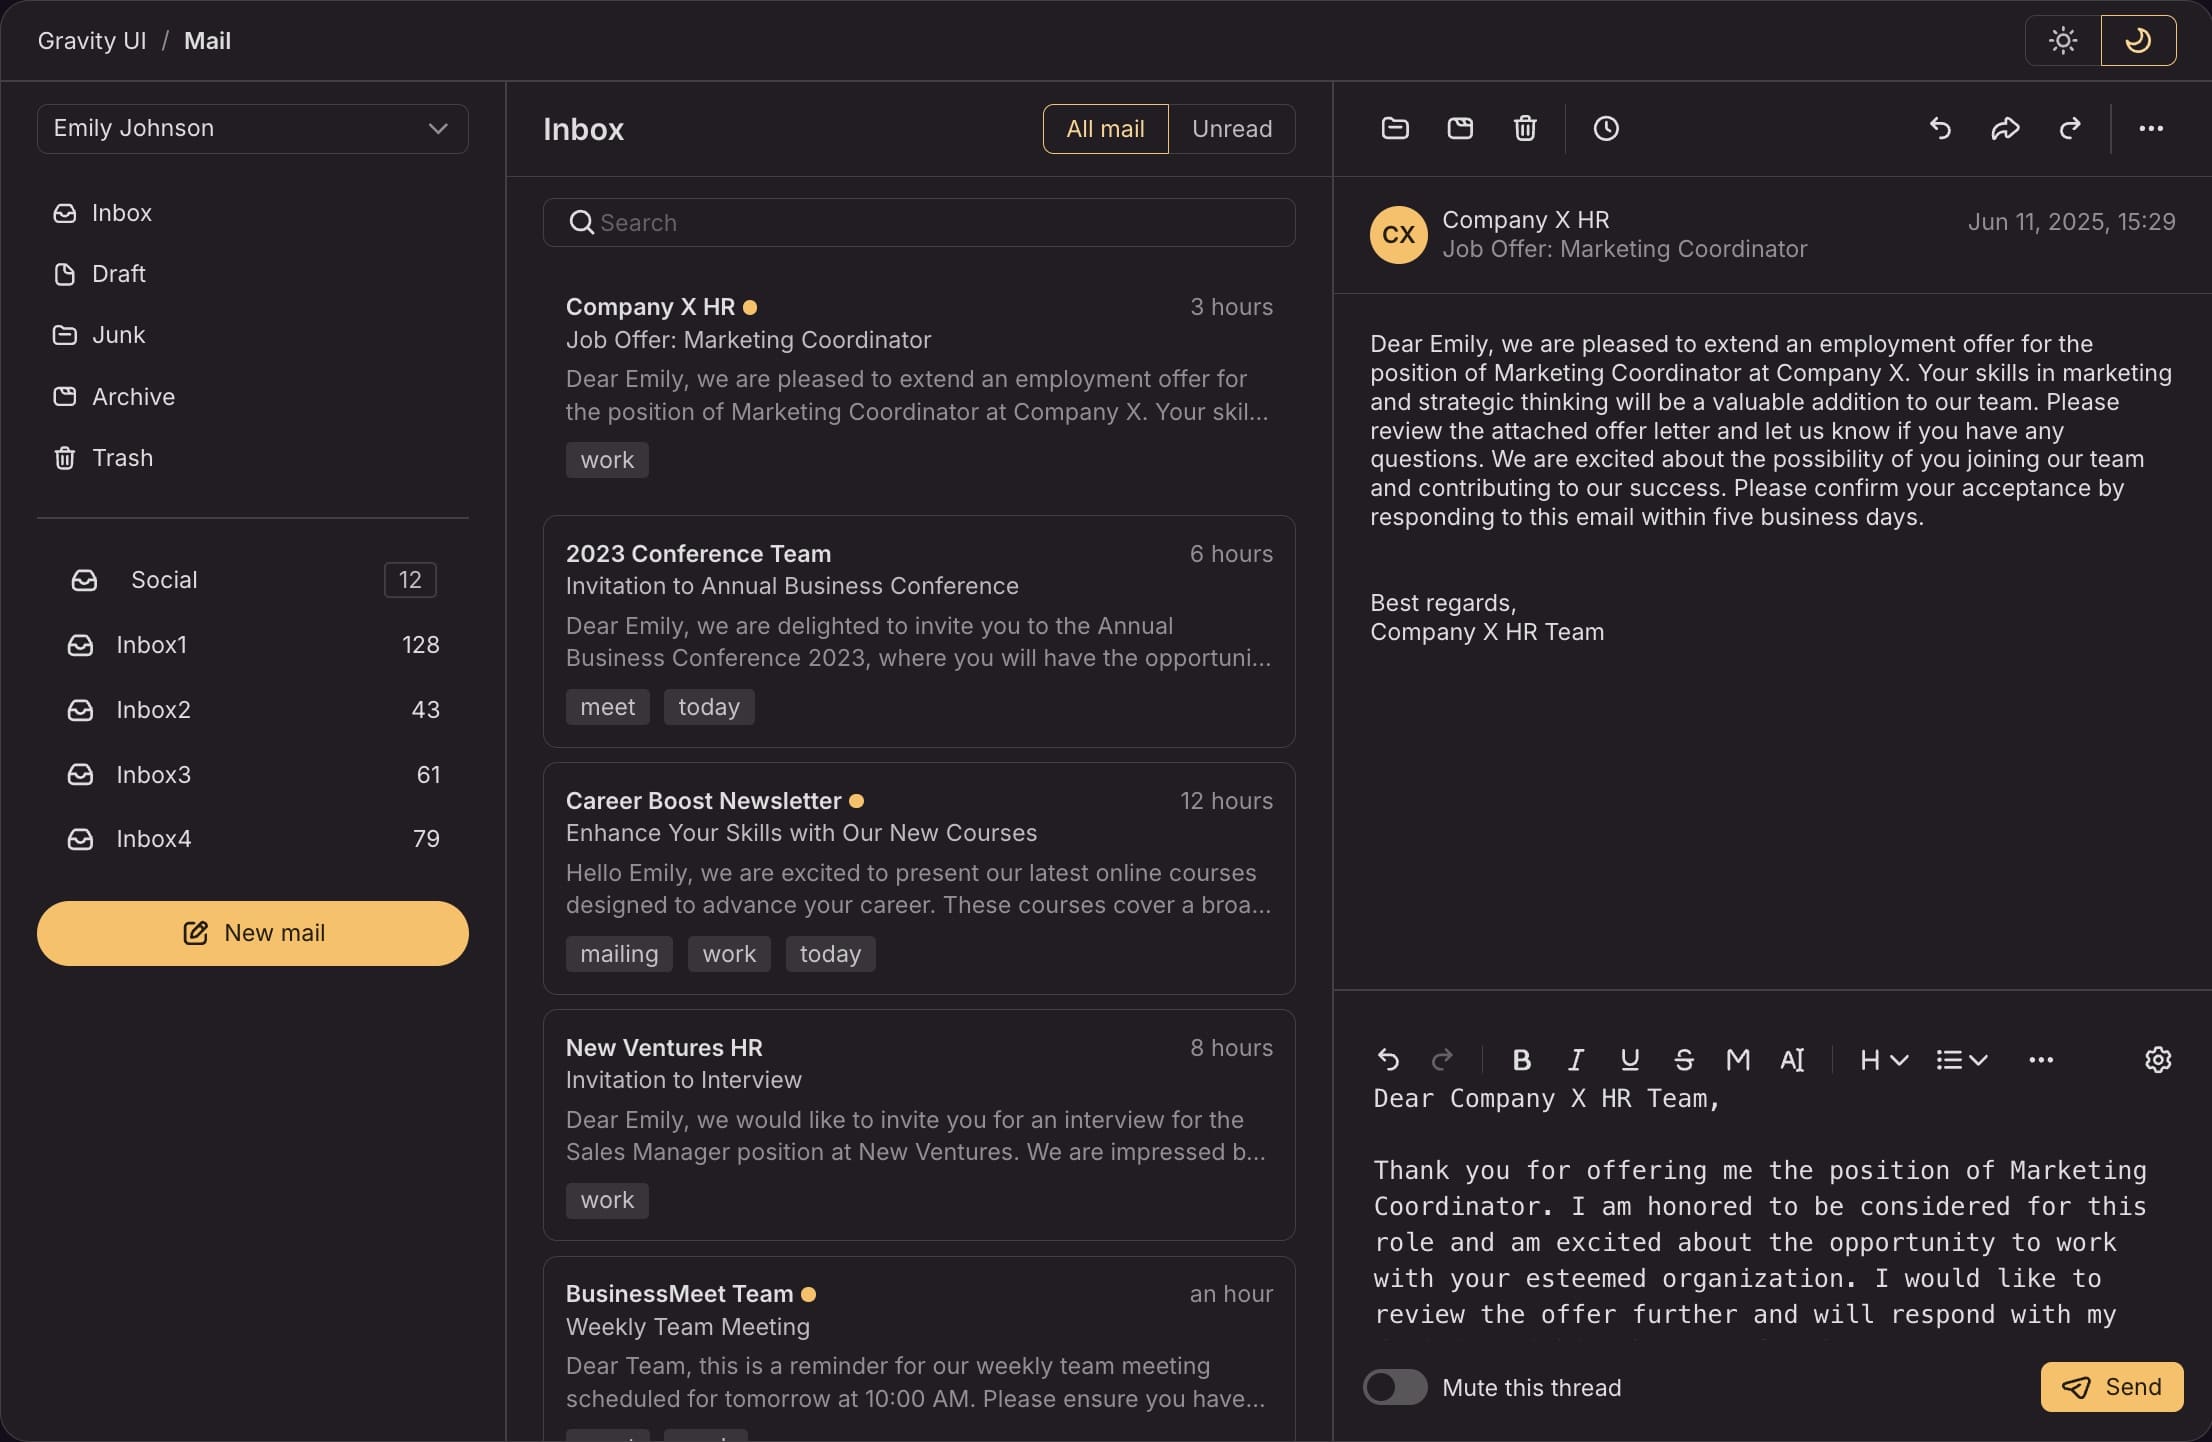 Gravity UI / Mail
Emily Johnson
Inbox
Draft
Junk
Archive
Trash
Social 12
Inbox1 128
Inbox2 43
Inbox3 61
Inbox4 79
New mail
Inbox
All mail Unread
Search
Company X HR 3 hours
Job Offer: Marketing Coordinator
Dear Emily, we are pleased to extend an employment offer for
the position of Marketing Coordinator at Company X. Your skil...
work
2023 Conference Team 6 hours
Invitation to Annual Business Conference
Dear Emily, we are delighted to invite you to the Annual
Business Conference 2023, where you will have the opportuni...
meet today
Career Boost Newsletter 12 hours
Enhance Your Skills with Our New Courses
Hello Emily, we are excited to present our latest online courses
designed to advance your career. These courses cover a broa...
mailing work today
New Ventures HR 8 hours
Invitation to Interview
Dear Emily, we would like to invite you for an interview for the
Sales Manager position at New Ventures. We are impressed b...
work
BusinessMeet Team an hour
Weekly Team Meeting
Dear Team, this is a reminder for our weekly team meeting
scheduled for tomorrow at 10:00 AM. Please ensure you have...
CX
Company X HR Jun 11, 2025, 15:29
Job Offer: Marketing Coordinator
Dear Emily, we are pleased to extend an employment offer for the
position of Marketing Coordinator at Company X. Your skills in marketing
and strategic thinking will be a valuable addition to our team. Please
review the attached offer letter and let us know if you have any
questions. We are excited about the possibility of you joining our team
and contributing to our success. Please confirm your acceptance by
responding to this email within five business days.
Best regards,
Company X HR Team
B I U S M AI H
Dear Company X HR Team,
Thank you for offering me the position of Marketing
Coordinator. I am honored to be considered for this
role and am excited about the opportunity to work
with your esteemed organization. I would like to
review the offer further and will respond with my
Mute this thread
Send